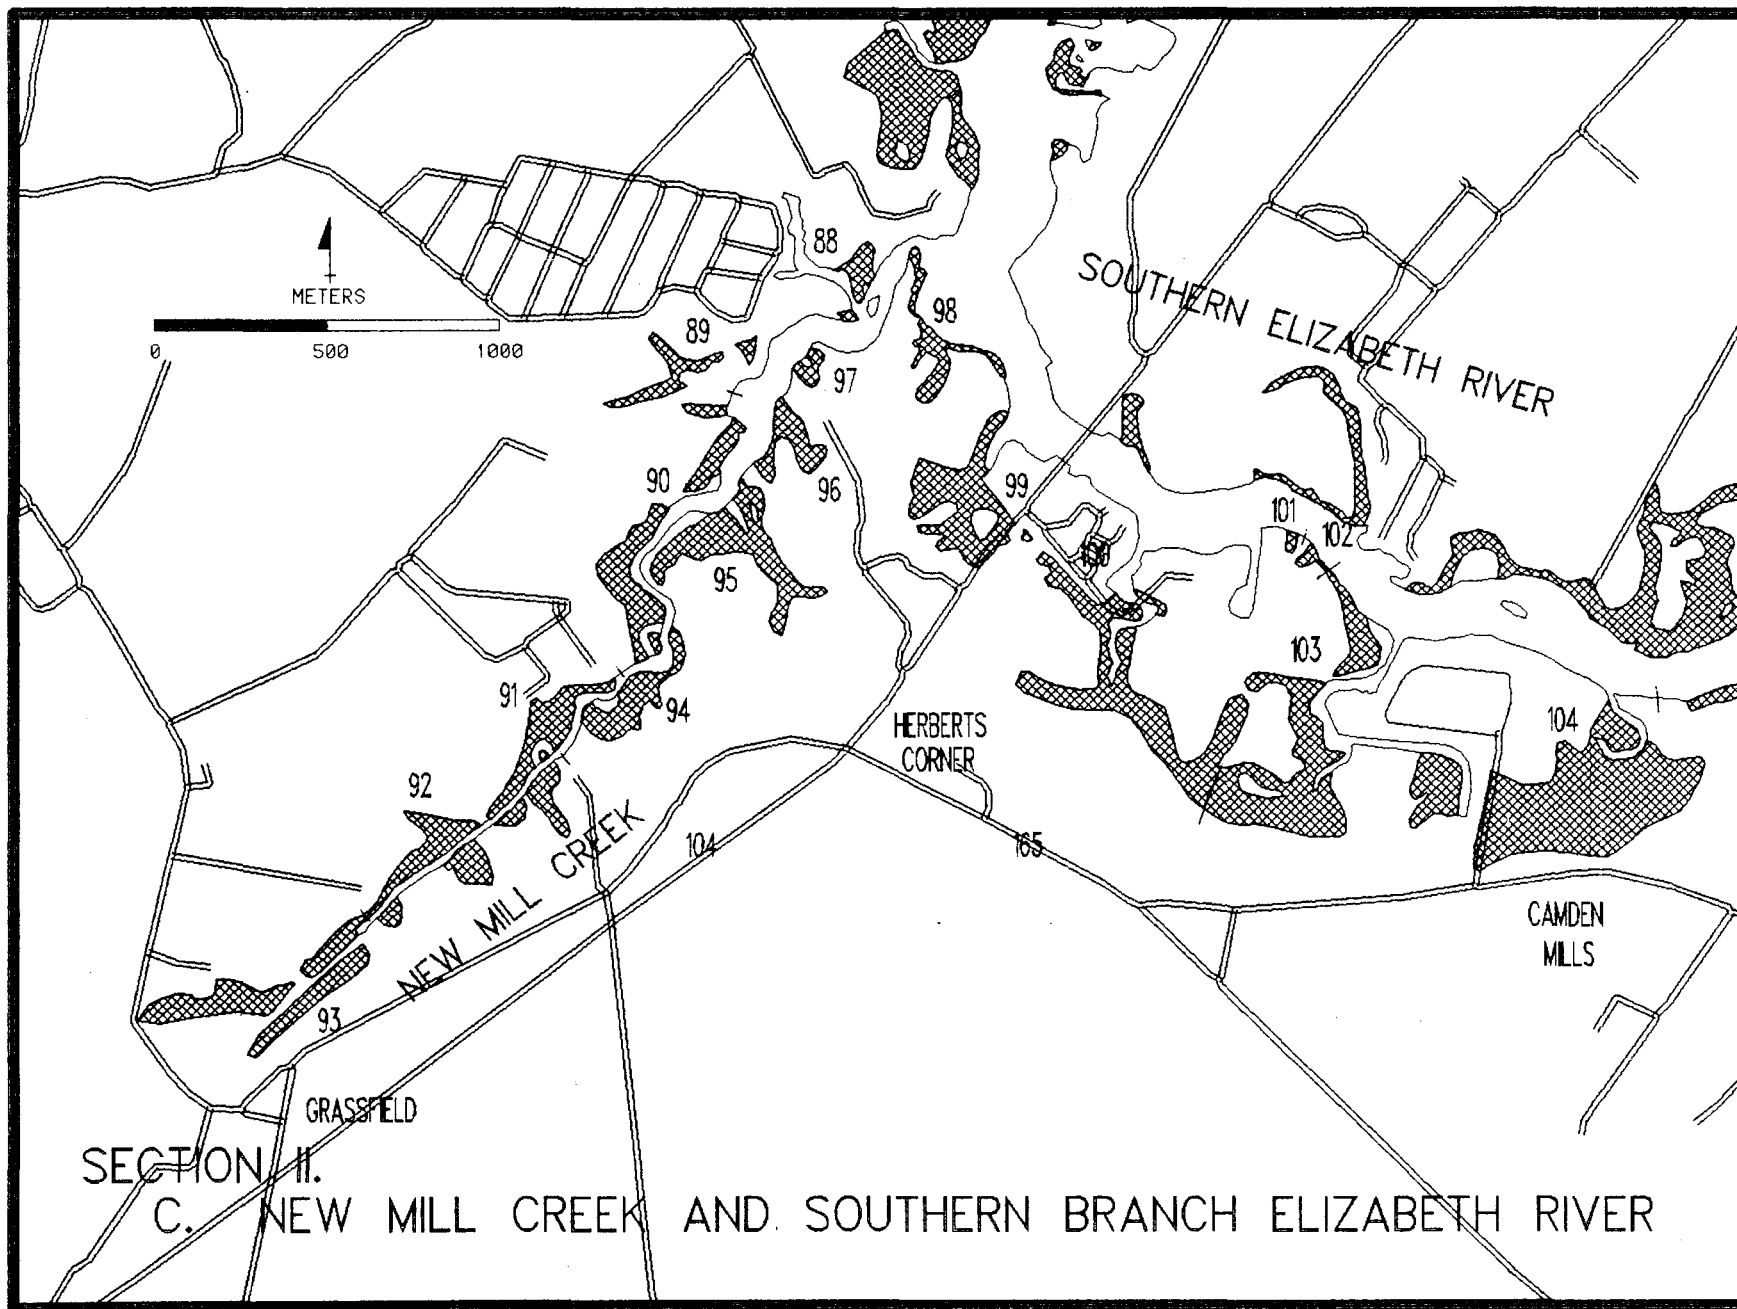 88
SOUTHERN ELIZABETH RIVER
METERS
0 500 1000
89
98
97
90
96
99
101
102
100
95
103
91
94
HERBERTS
CORNER
104
92
NEW MILL CREEK
104
165
CAMDEN
MILLS
93
GRASSFIELD
SECTION II.
C. NEW MILL CREEK AND SOUTHERN BRANCH ELIZABETH RIVER